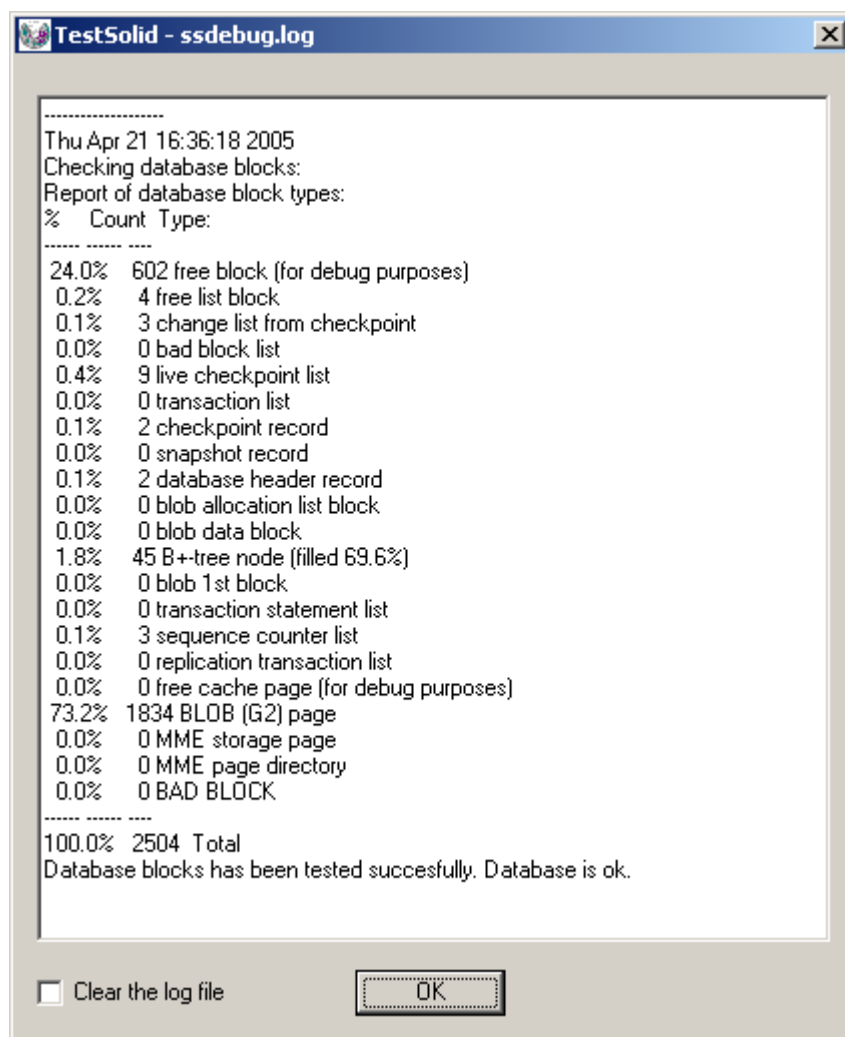 TestSolid - ssdebug.log
--------------------
Thu Apr 21 16:36:18 2005
Checking database blocks:
Report of database block types:
% Count Type:
------ ------ ----
24.0% 602 free block (for debug purposes)
0.2% 4 free list block
0.1% 3 change list from checkpoint
0.0% 0 bad block list
0.4% 9 live checkpoint list
0.0% 0 transaction list
0.1% 2 checkpoint record
0.0% 0 snapshot record
0.1% 2 database header record
0.0% 0 blob allocation list block
0.0% 0 blob data block
1.8% 45 B+-tree node (filled 69.6%)
0.0% 0 blob 1st block
0.0% 0 transaction statement list
0.1% 3 sequence counter list
0.0% 0 replication transaction list
0.0% 0 free cache page (for debug purposes)
73.2% 1834 BLOB (G2) page
0.0% 0 MME storage page
0.0% 0 MME page directory
0.0% 0 BAD BLOCK
------ ------ ----
100.0% 2504 Total
Database blocks has been tested succesfully. Database is ok.
Clear the log file
OK